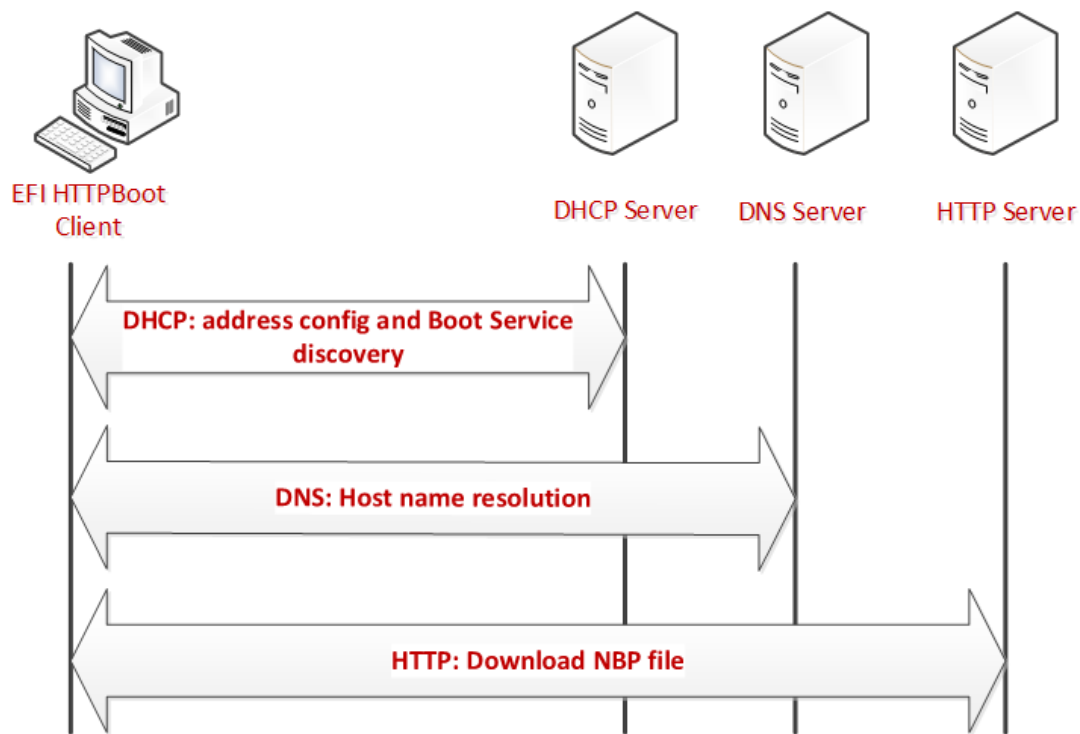 EFI HTTPBoot
Client
DHCP Server
DNS Server
HTTP Server
DHCP: address config and Boot Service
discovery
DNS: Host name resolution
HTTP: Download NBP file